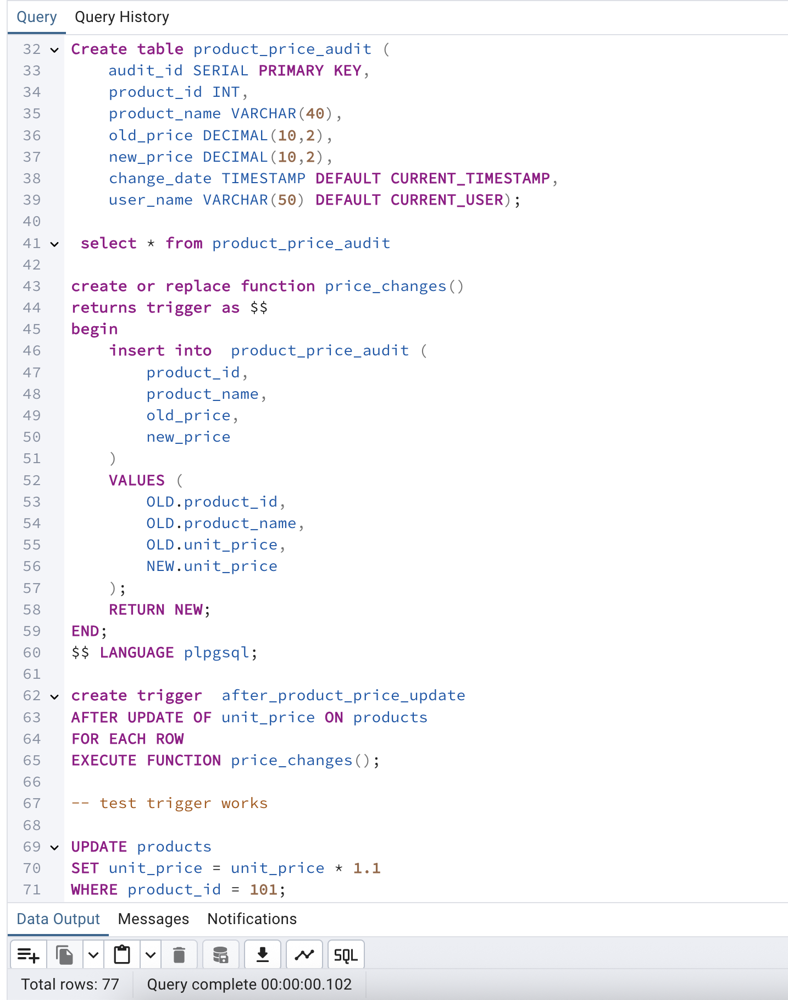 Query Query History
32 Create table product_price_audit (
33 audit_id SERIAL PRIMARY KEY,
34 product_id INT,
35 product_name VARCHAR(40),
36 old_price DECIMAL(10,2),
37 new_price DECIMAL(10,2),
38 change_date TIMESTAMP DEFAULT CURRENT_TIMESTAMP,
39 user_name VARCHAR(50) DEFAULT CURRENT_USER);
40
41 select * from product_price_audit
42
43 create or replace function price_changes()
44 returns trigger as $$
45 begin
46 insert into  product_price_audit (
47 product_id,
48 product_name,
49 old_price,
50 new_price
51 )
52 VALUES (
53 OLD.product_id,
54 OLD.product_name,
55 OLD.unit_price,
56 NEW.unit_price
57 );
58 RETURN NEW;
59 END;
60 $$ LANGUAGE plpgsql;
61
62 create trigger  after_product_price_update
63 AFTER UPDATE OF unit_price ON products
64 FOR EACH ROW
65 EXECUTE FUNCTION price_changes();
66
67 -- test trigger works
68
69 UPDATE products
70 SET unit_price = unit_price * 1.1
71 WHERE product_id = 101;
Data Output Messages Notifications
SQL
Total rows: 77 Query complete 00:00:00.102